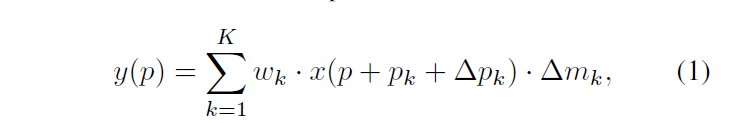 y(p) = \sum_{k=1}^{K} w_k \cdot x(p + p_k + \Delta p_k) \cdot \Delta m_k, (1)